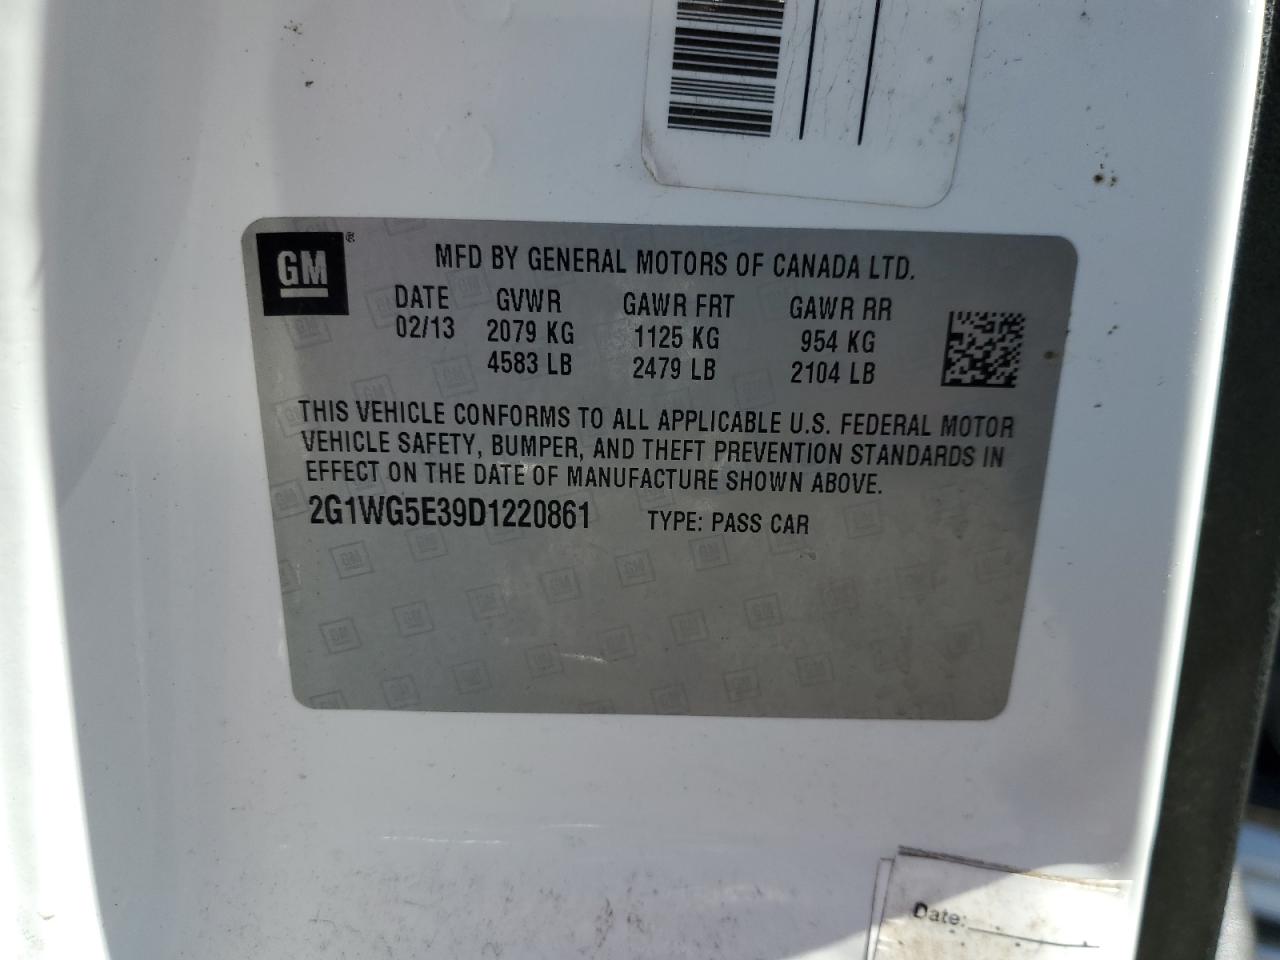 GM®
MFD BY GENERAL MOTORS OF CANADA LTD.
DATE GVWR GAWR FRT GAWR RR
02/13 2079 KG 1125 KG 954 KG
4583 LB 2479 LB 2104 LB
THIS VEHICLE CONFORMS TO ALL APPLICABLE U.S. FEDERAL MOTOR
VEHICLE SAFETY, BUMPER, AND THEFT PREVENTION STANDARDS IN
EFFECT ON THE DATE OF MANUFACTURE SHOWN ABOVE.
2G1WG5E39D1220861 TYPE: PASS CAR
Date: